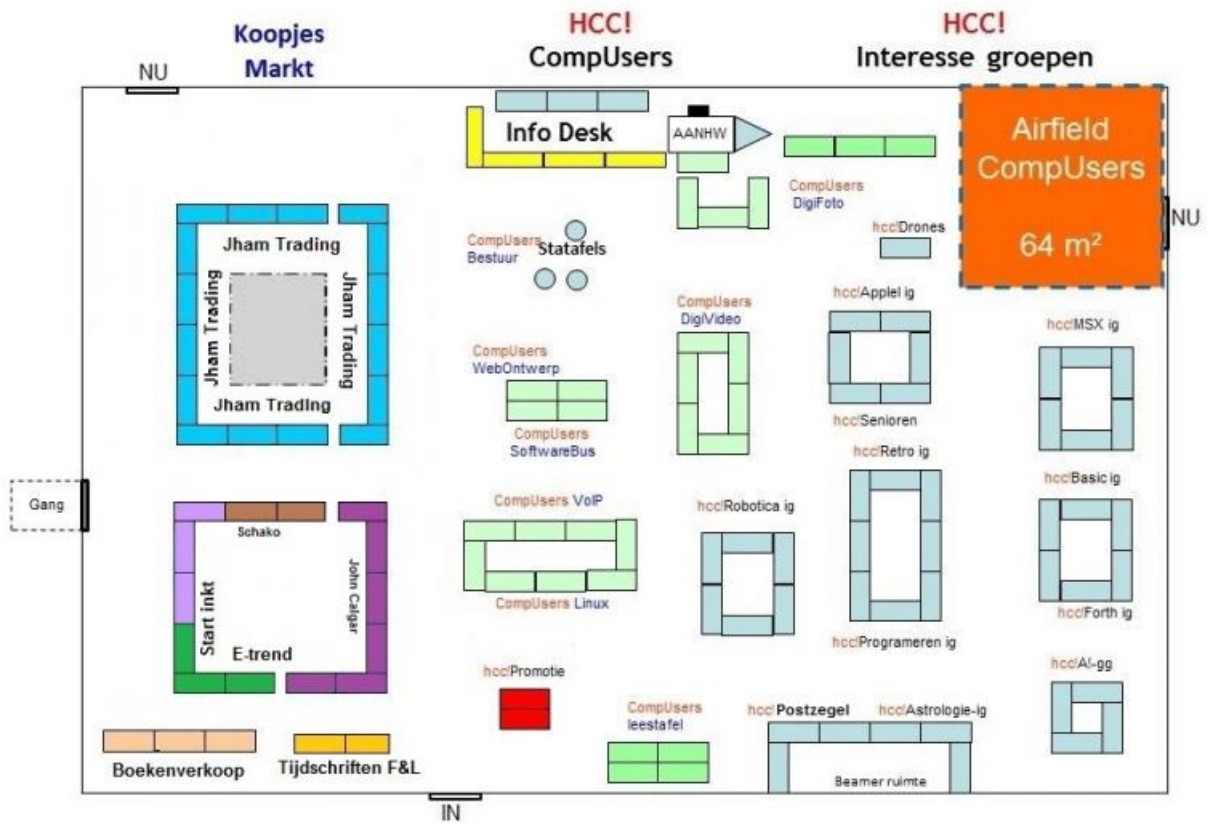 Koopjes
Markt
HCC!
CompUsers
HCC!
Interesse groepen
NU
Info Desk
AANHW
Airfield
CompUsers
64 m²
NU
CompUsers
DigiFoto
hcc!Drones
CompUsers
Bestuur
Statafels
Jham Trading
Jham Trading
Jham Trading
Jham Trading
CompUsers
DigiVideo
hcc!Applel ig
hcc!MSX ig
CompUsers
WebOntwerp
CompUsers
SoftwareBus
hcc!Senioren
hcc!Retro ig
hcc!Basic ig
Gang
Schako
John Calgar
Start inkt
E-trend
CompUsers VoIP
CompUsers Linux
hcc!Robotica ig
hcc!Programeren ig
hcc!Forth ig
hcc!Promotie
hcc!A!-gg
CompUsers
leestafel
hcc!Postzegel
hcc!Astrologie-ig
Beamer ruimte
Boekenverkoop
Tijdschriften F&L
IN